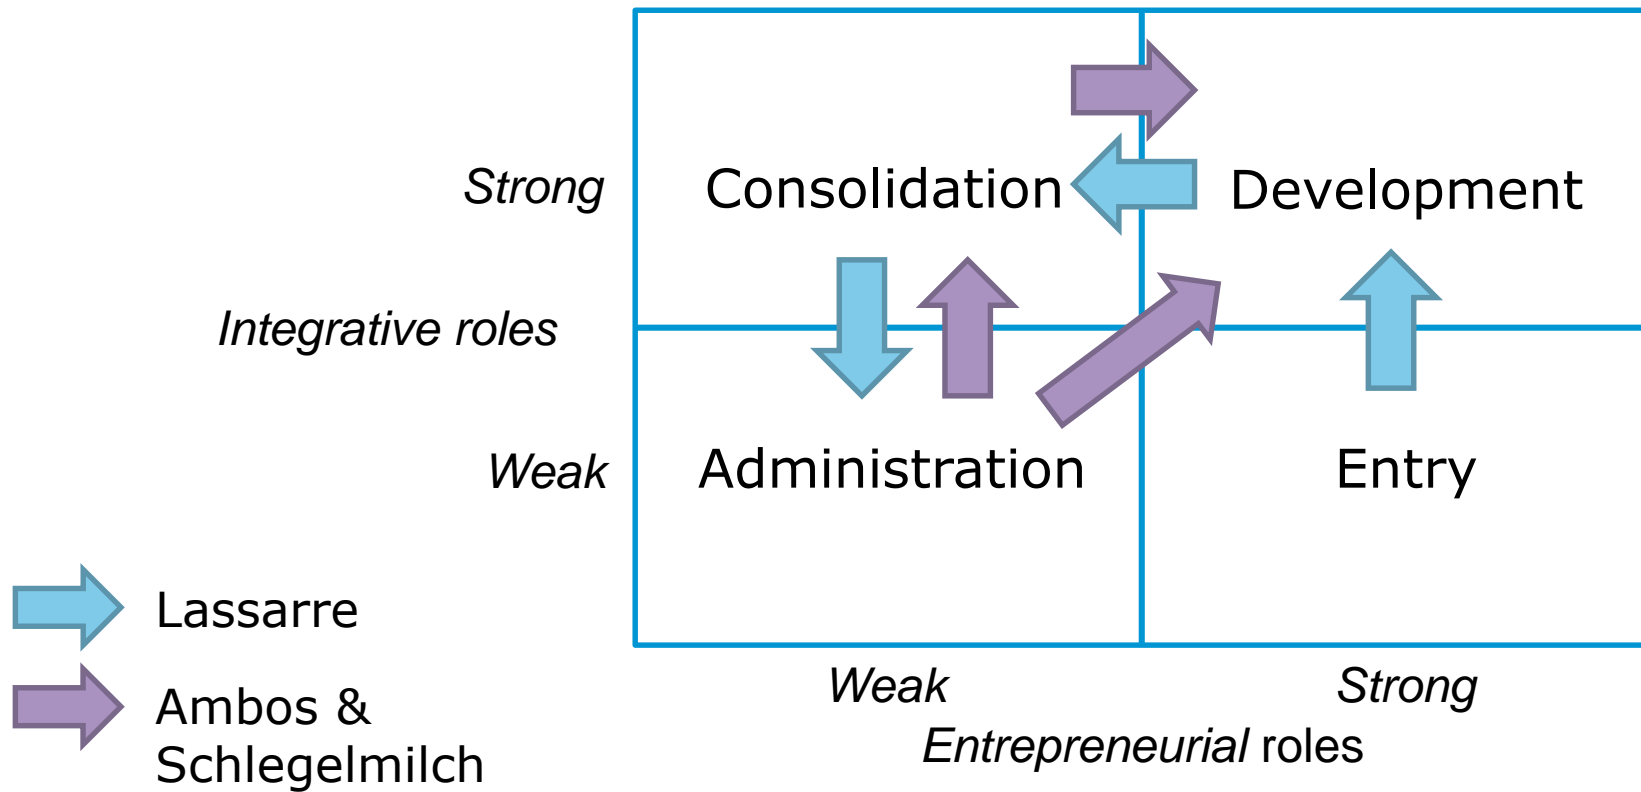 Strong
Consolidation
Development
Integrative roles
Weak
Administration
Entry
Lassarre
Ambos &
Schlegelmilch
Weak
Strong
Entrepreneurial roles